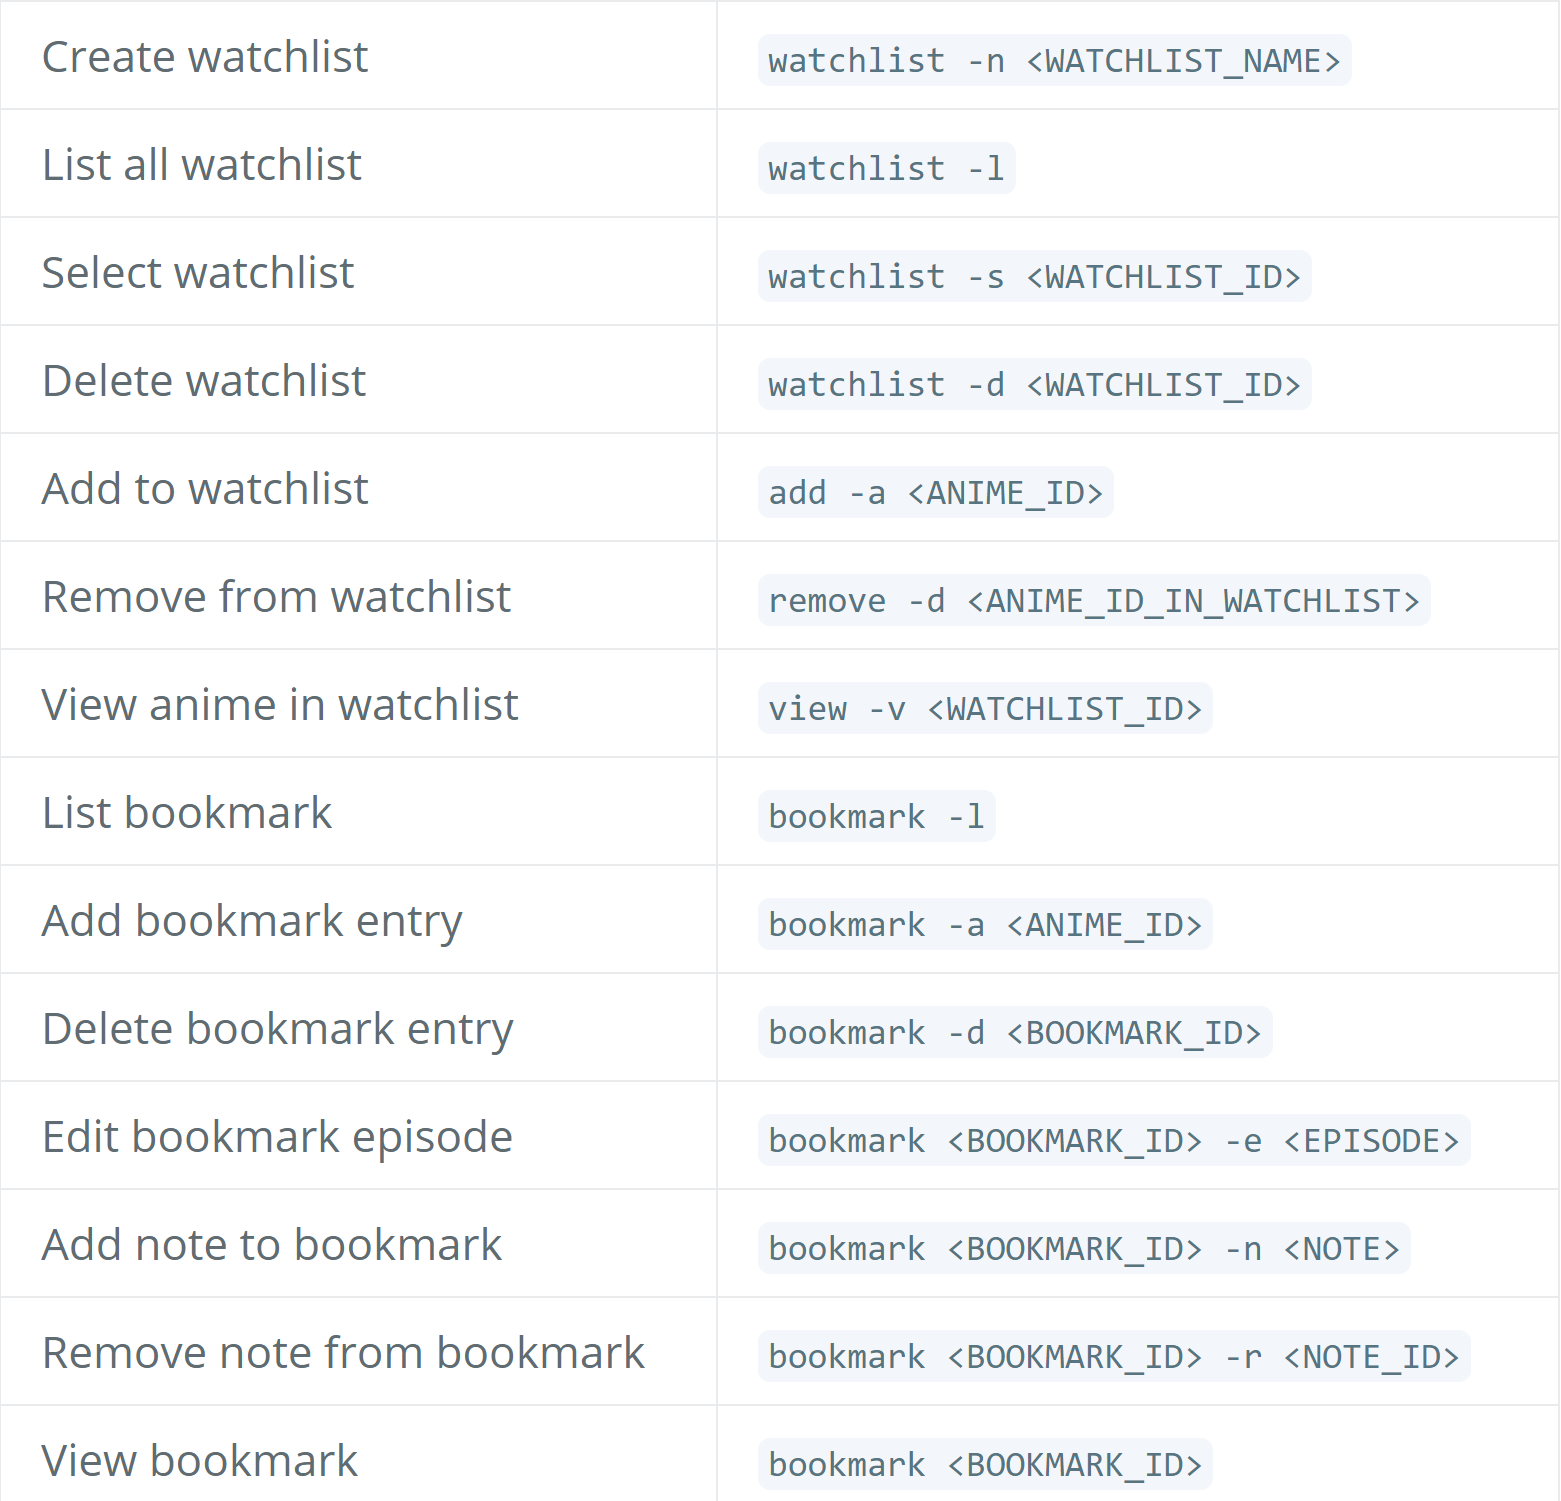 Create watchlist watchlist -n <WATCHLIST_NAME>
List all watchlist watchlist -l
Select watchlist watchlist -s <WATCHLIST_ID>
Delete watchlist watchlist -d <WATCHLIST_ID>
Add to watchlist add -a <ANIME_ID>
Remove from watchlist remove -d <ANIME_ID_IN_WATCHLIST>
View anime in watchlist view -v <WATCHLIST_ID>
List bookmark bookmark -l
Add bookmark entry bookmark -a <ANIME_ID>
Delete bookmark entry bookmark -d <BOOKMARK_ID>
Edit bookmark episode bookmark <BOOKMARK_ID> -e <EPISODE>
Add note to bookmark bookmark <BOOKMARK_ID> -n <NOTE>
Remove note from bookmark bookmark <BOOKMARK_ID> -r <NOTE_ID>
View bookmark bookmark <BOOKMARK_ID>